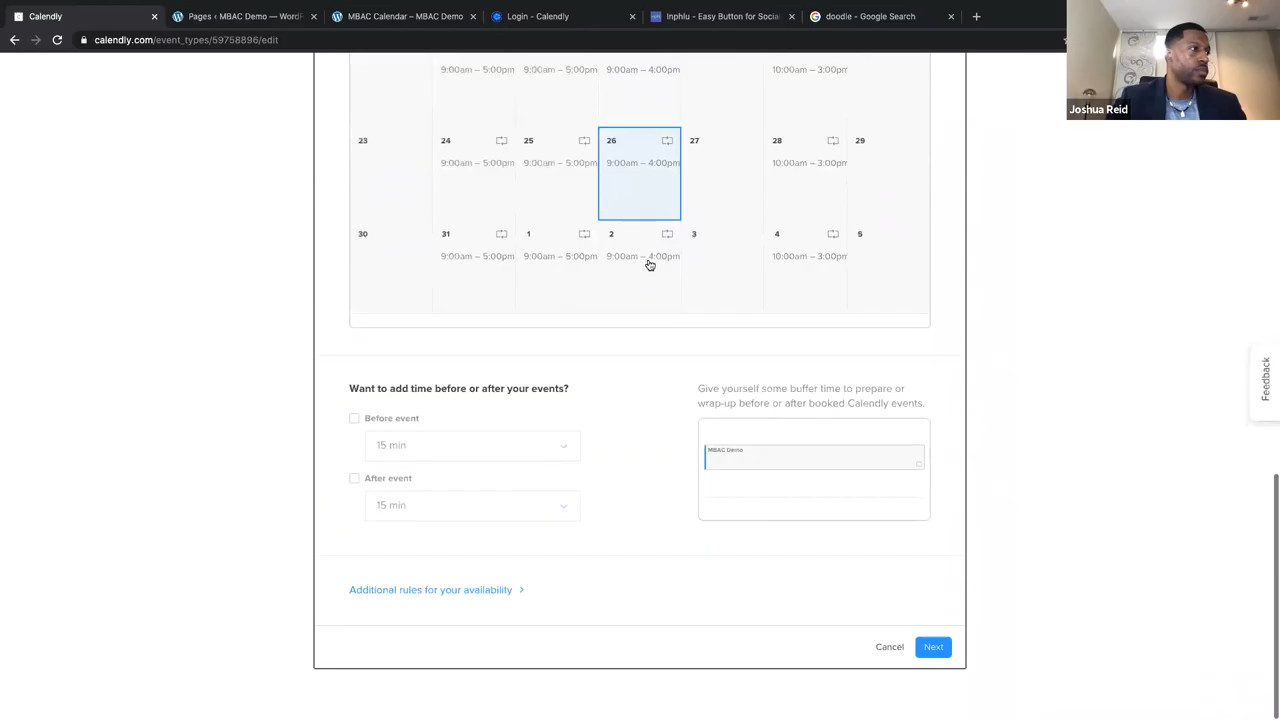 Calendly
Pages ‹ MBAC Demo — WordPr
MBAC Calendar – MBAC Demo
Login - Calendly
Inphlu - Easy Button for Social
doodle - Google Search
calendly.com/event_types/59758896/edit
Joshua Reid
9:00am – 5:00pm 9:00am – 5:00pm 9:00am – 4:00pm 10:00am – 3:00pm
23 24 25 26 27 28 29
9:00am – 5:00pm 9:00am – 5:00pm 9:00am – 4:00pm 10:00am – 3:00pm
30 31 1 2 3 4 5
9:00am – 5:00pm 9:00am – 5:00pm 9:00am – 4:00pm 10:00am – 3:00pm
Feedback
Want to add time before or after your events?
Before event
15 min
After event
15 min
Give yourself some buffer time to prepare or
wrap-up before or after booked Calendly events.
MBAC Demo
Additional rules for your availability
Cancel Next